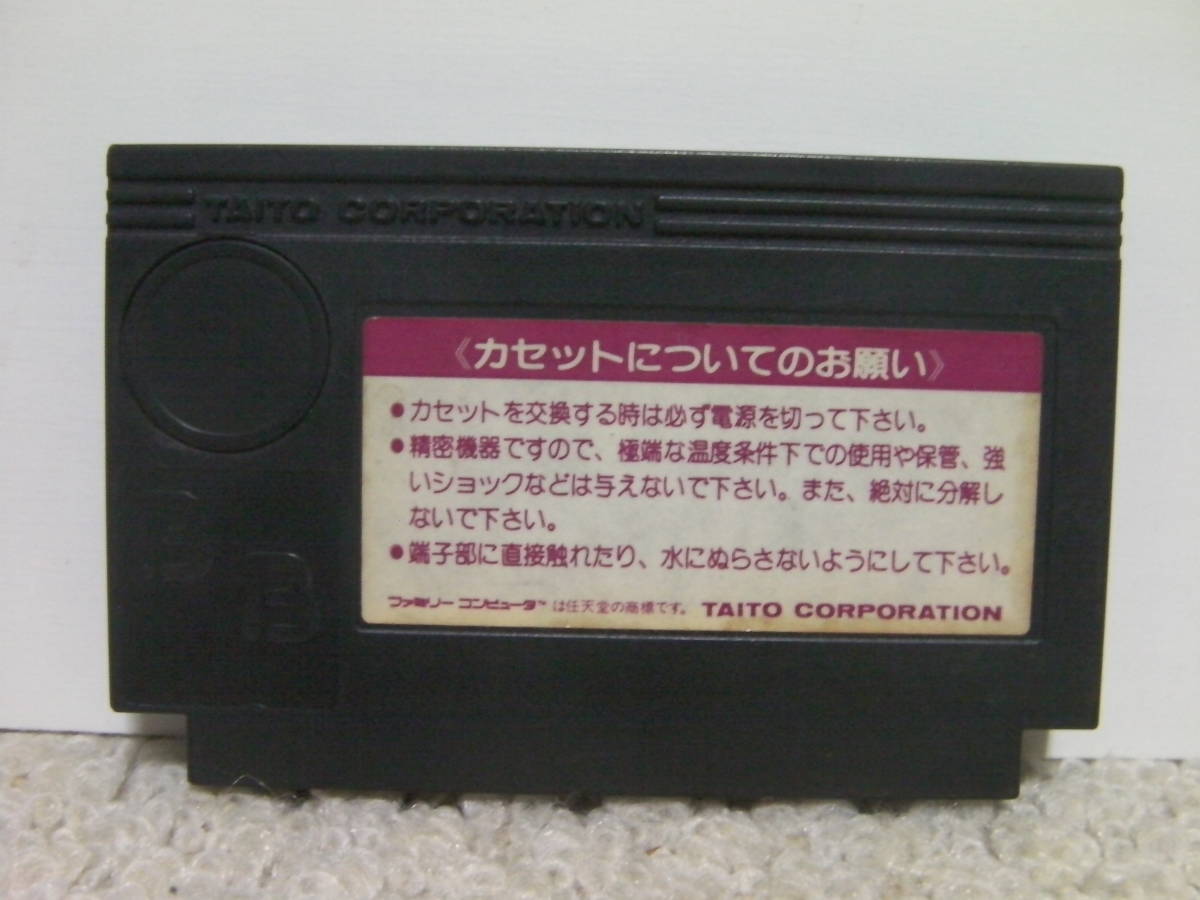 TAITO CORPORATION
《カセットについてのお願い》
●カセットを交換する時は必ず電源を切って下さい。
●精密機器ですので、極端な温度条件下での使用や保管、強
いショックなどは与えないで下さい。また、絶対に分解し
ないで下さい。
●端子部に直接触れたり、水にぬらさないようにして下さい。
ファミリーコンピュータ™は任天堂の商標です。 TAITO CORPORATION